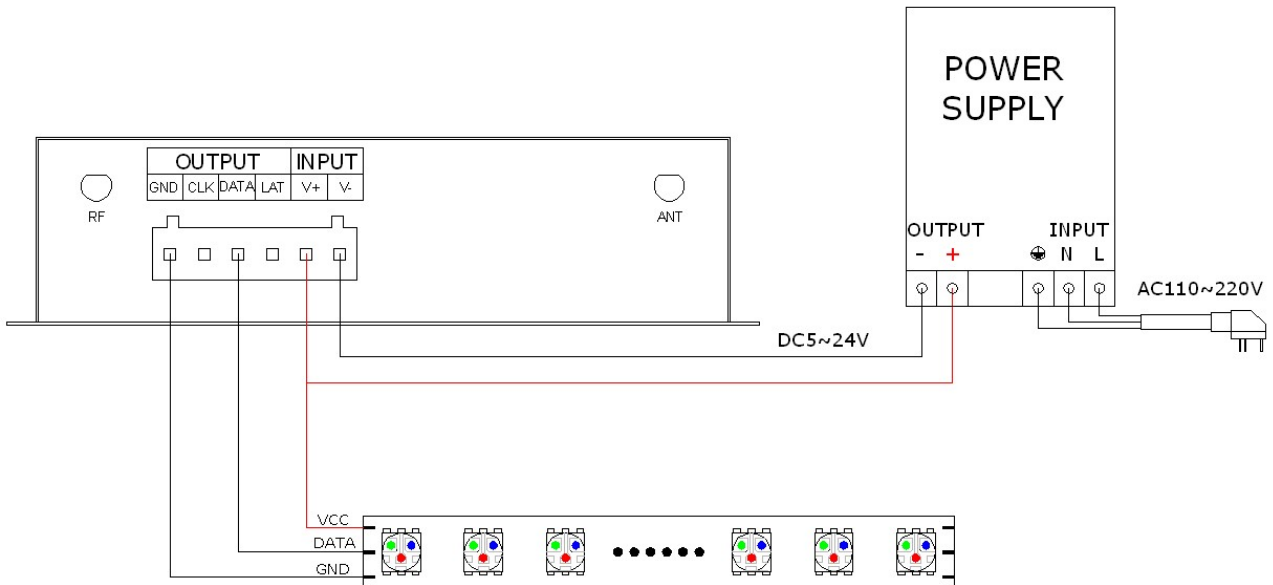 POWER
SUPPLY
OUTPUT INPUT
- + N L
AC110~220V
OUTPUT INPUT
GND CLK DATA LAT V+ V-
RF
ANT
DC5~24V
VCC
DATA
GND